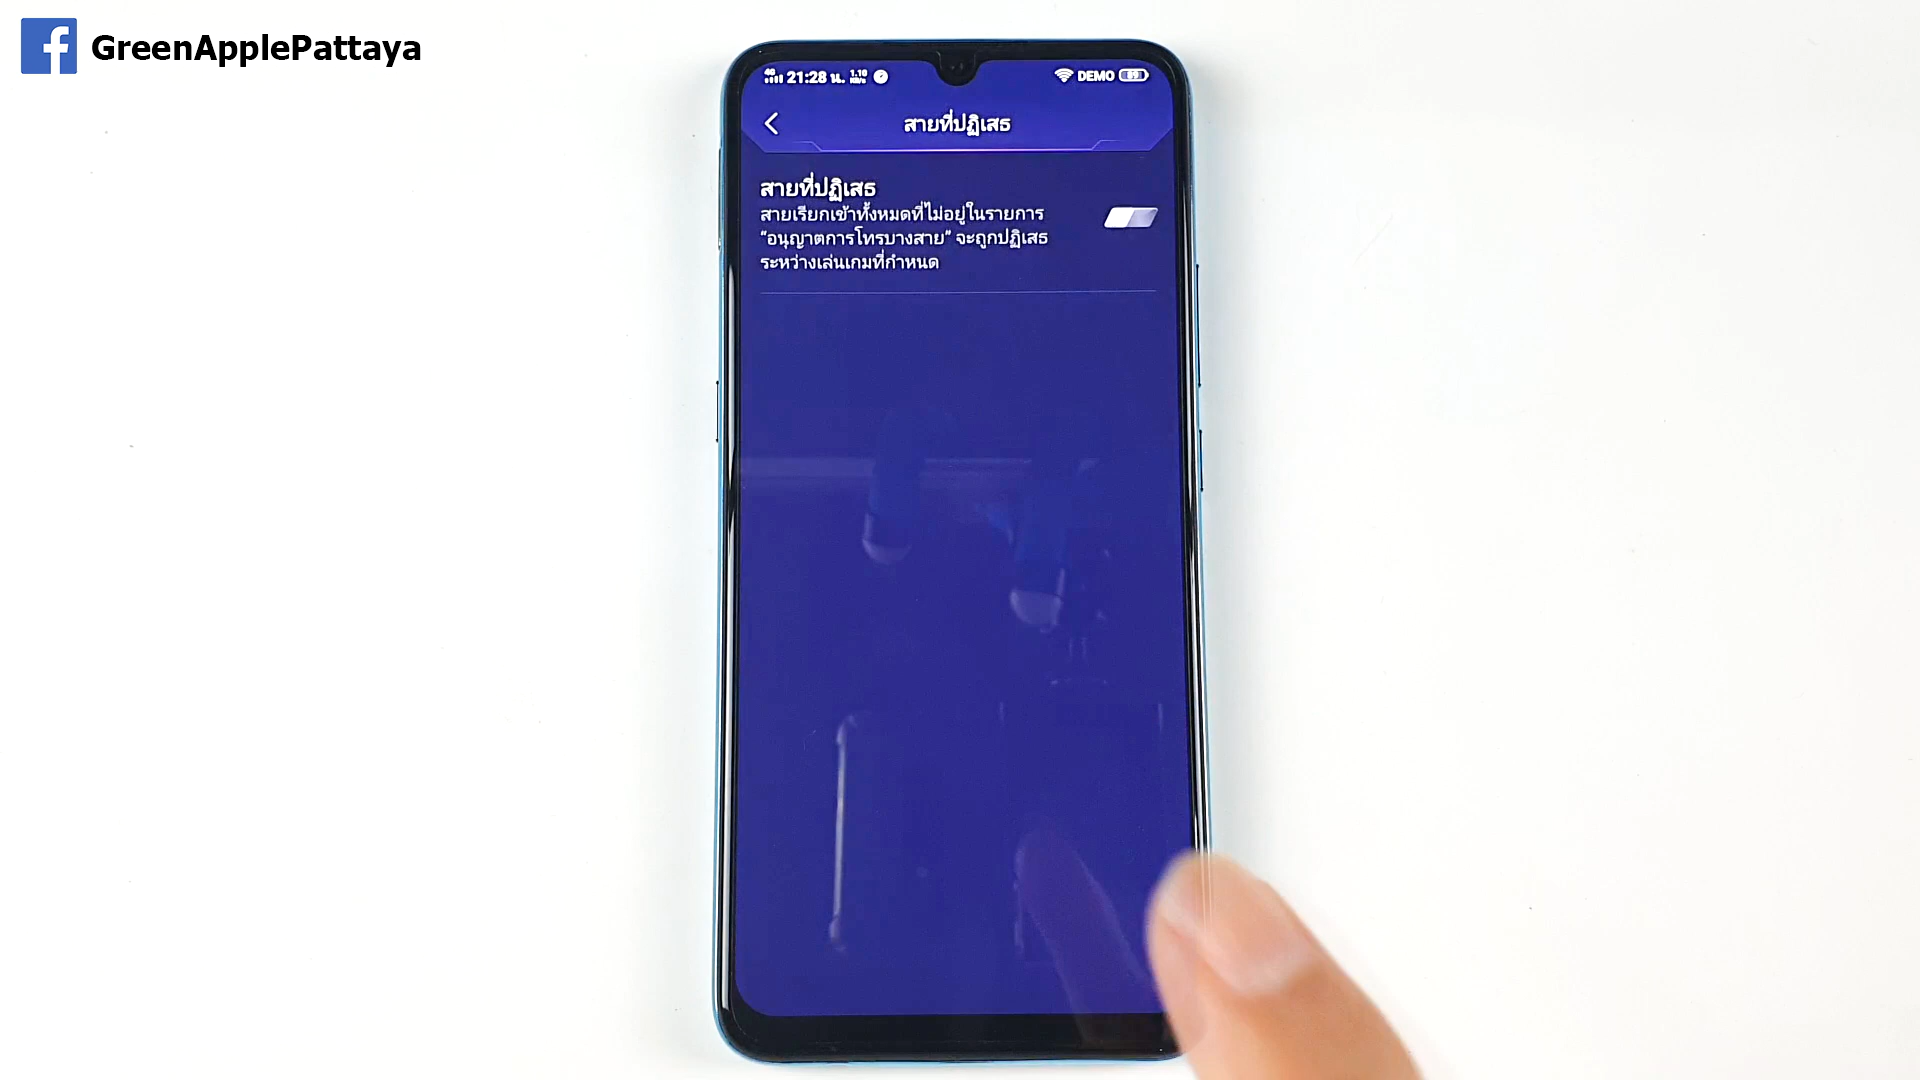 GreenApplePattaya
4G 21:28 น. 1.10 KB/s DEMO
สายที่ปฏิเสธ
สายที่ปฏิเสธ
สายเรียกเข้าทั้งหมดที่ไม่อยู่ในรายการ
“อนุญาตการโทรบางสาย” จะถูกปฏิเสธ
ระหว่างเล่นเกมที่กำหนด